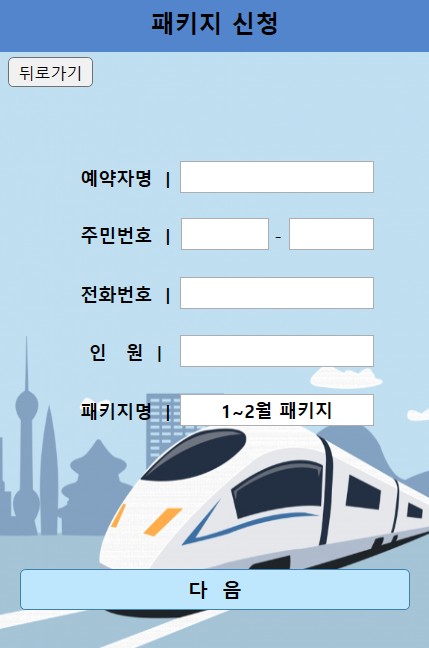 패키지 신청
뒤로가기
예약자명 |
주민번호 | -
전화번호 |
인 원 |
패키지명 | 1~2월 패키지
다 음